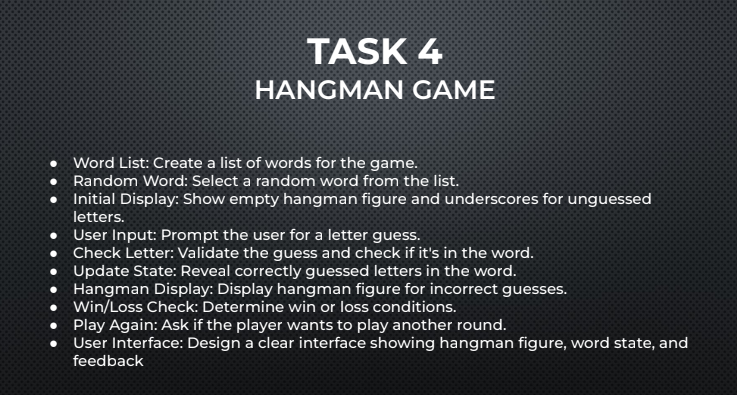 TASK 4
HANGMAN GAME
● Word List: Create a list of words for the game.
● Random Word: Select a random word from the list.
● Initial Display: Show empty hangman figure and underscores for unguessed
letters.
● User Input: Prompt the user for a letter guess.
● Check Letter: Validate the guess and check if it's in the word.
● Update State: Reveal correctly guessed letters in the word.
● Hangman Display: Display hangman figure for incorrect guesses.
● Win/Loss Check: Determine win or loss conditions.
● Play Again: Ask if the player wants to play another round.
● User Interface: Design a clear interface showing hangman figure, word state, and
feedback